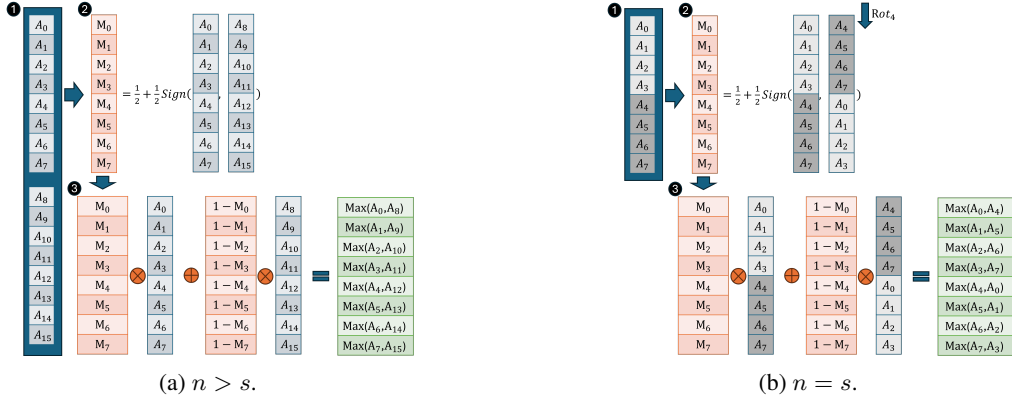 1
A0
A1
A2
A3
A4
A5
A6
A7
A8
A9
A10
A11
A12
A13
A14
A15
2
M0
M1
M2
M3
M4
M5
M6
M7
= 1/2 + 1/2 Sign( , )
A0 A8
A1 A9
A2 A10
A3 A11
A4 A12
A5 A13
A6 A14
A7 A15
3
M0 A0 1 − M0 A8 Max(A0,A8)
M1 A1 1 − M1 A9 Max(A1,A9)
M2 A2 1 − M2 A10 Max(A2,A10)
M3 ⊗ A3 ⊕ 1 − M3 ⊗ A11 = Max(A3,A11)
M4 A4 1 − M4 A12 Max(A4,A12)
M5 A5 1 − M5 A13 Max(A5,A13)
M6 A6 1 − M6 A14 Max(A6,A14)
M7 A7 1 − M7 A15 Max(A7,A15)
(a) n > s.
1
A0
A1
A2
A3
A4
A5
A6
A7
2
M0
M1
M2
M3
M4
M5
M6
M7
= 1/2 + 1/2 Sign( , )
A0 A4
A1 A5
A2 A6
A3 A7
A4 A0
A5 A1
A6 A2
A7 A3
Rot4
3
M0 A0 1 − M0 A4 Max(A0,A4)
M1 A1 1 − M1 A5 Max(A1,A5)
M2 A2 1 − M2 A6 Max(A2,A6)
M3 ⊗ A3 ⊕ 1 − M3 ⊗ A7 = Max(A3,A7)
M4 A4 1 − M4 A0 Max(A4,A0)
M5 A5 1 − M5 A1 Max(A5,A1)
M6 A6 1 − M6 A2 Max(A6,A2)
M7 A7 1 − M7 A3 Max(A7,A3)
(b) n = s.